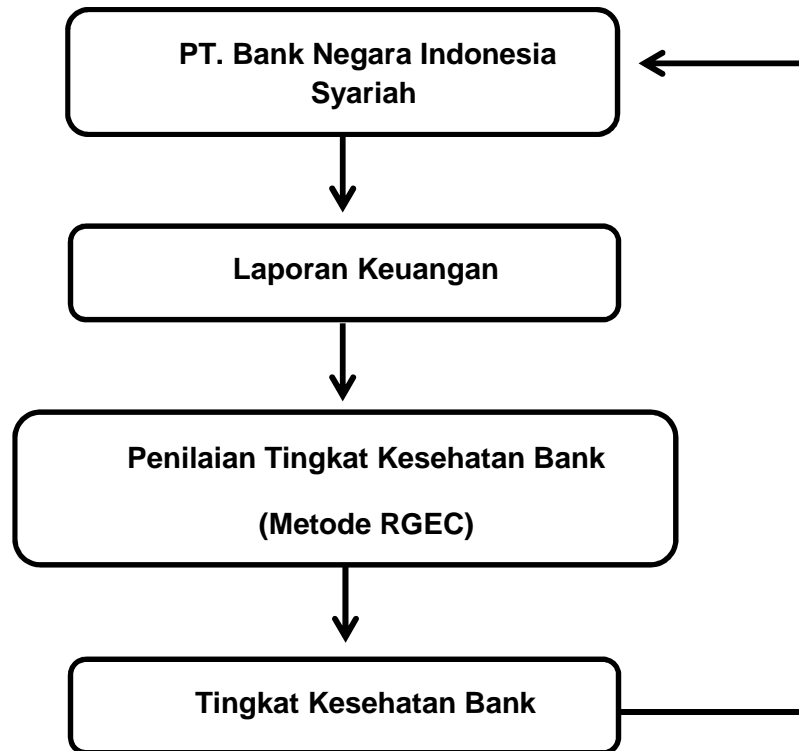 PT. Bank Negara Indonesia
Syariah
Laporan Keuangan
Penilaian Tingkat Kesehatan Bank
(Metode RGEC)
Tingkat Kesehatan Bank